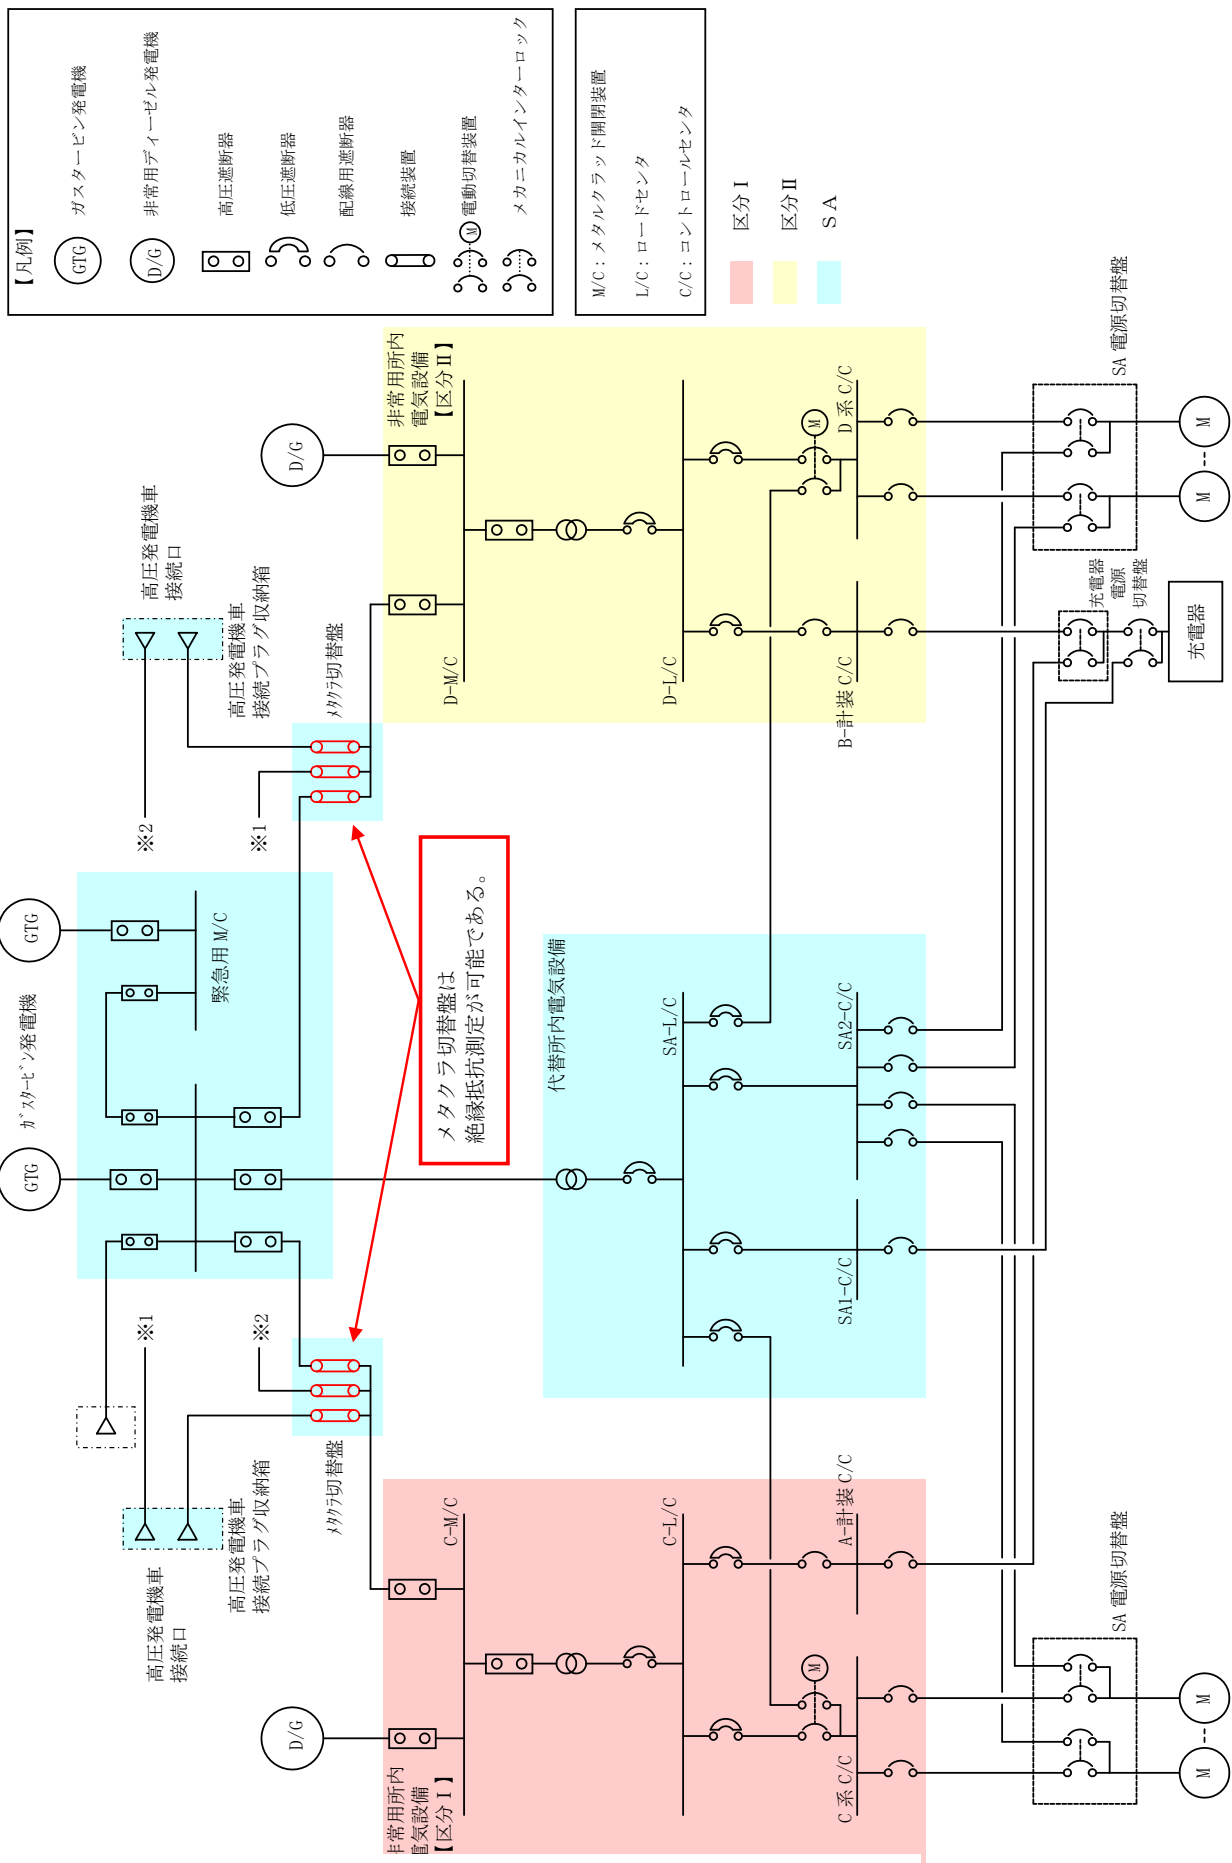 【凡例】
GTG
ガスタービン発電機
D/G
非常用ディーゼル発電機
高圧遮断器
低圧遮断器
配線用遮断器
接続装置
M
電動切替装置
メカニカルインターロック
M/C：メタルクラッド開閉装置
L/C：ロードセンタ
C/C：コントロールセンタ
区分Ⅰ
区分Ⅱ
ＳＡ
GTG
ｶﾞｽﾀｰﾋﾞﾝ発電機
GTG
緊急用 M/C
高圧発電機車
接続口
高圧発電機車
接続プラグ収納箱
※1
※2
ﾒﾀｸﾗ切替盤
高圧発電機車
接続口
高圧発電機車
接続プラグ収納箱
※2
※1
ﾒﾀｸﾗ切替盤
メタクラ切替盤は
絶縁抵抗測定が可能である。
D/G
非常用所内
電気設備
【区分Ⅰ】
C-M/C
C-L/C
M
C 系 C/C
A-計装 C/C
代替所内電気設備
SA-L/C
SA1-C/C
SA2-C/C
D/G
非常用所内
電気設備
【区分Ⅱ】
D-M/C
D-L/C
M
B-計装 C/C
D 系 C/C
SA 電源切替盤
M
M
充電器
電源
切替盤
充電器
SA 電源切替盤
M
M